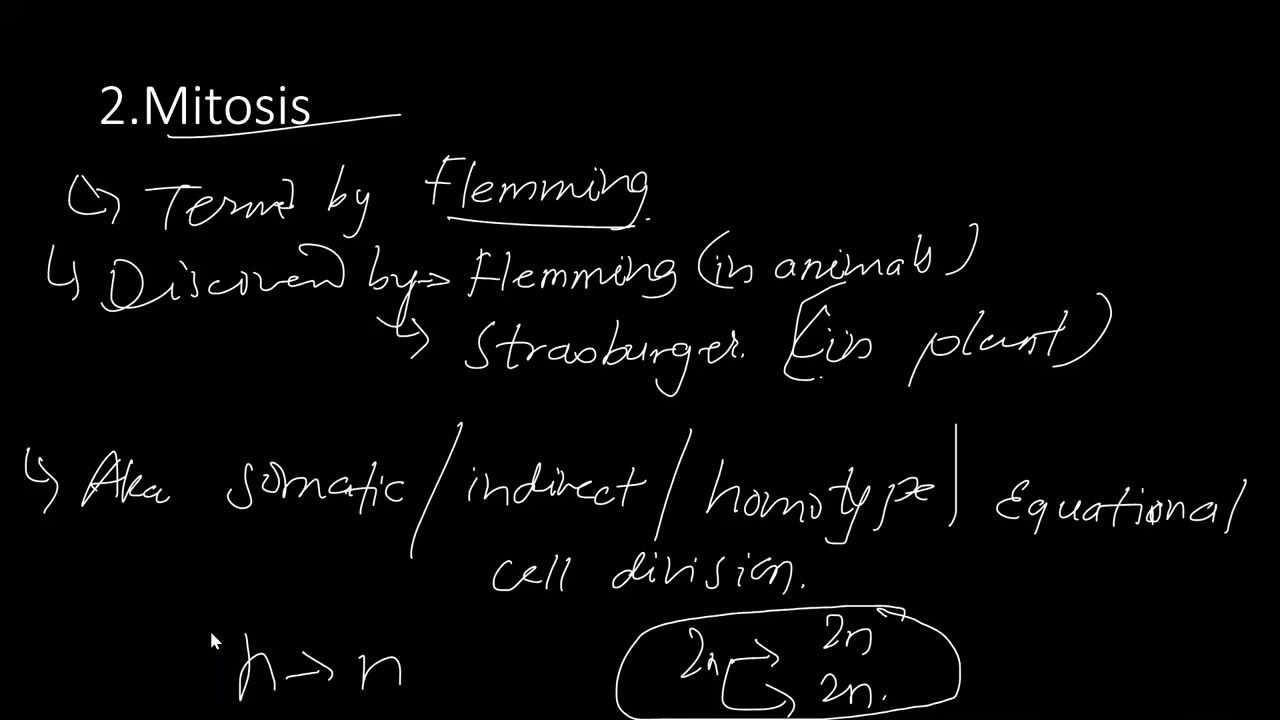 2.Mitosis
↳ Termed by Flemming.
↳ Discovered by → Flemming (in animals)
↳ Strasburger. (in plant)
↳ Aka somatic / indirect / homotype | Equational
cell division.
n → n 2n → 2n
→ 2n.